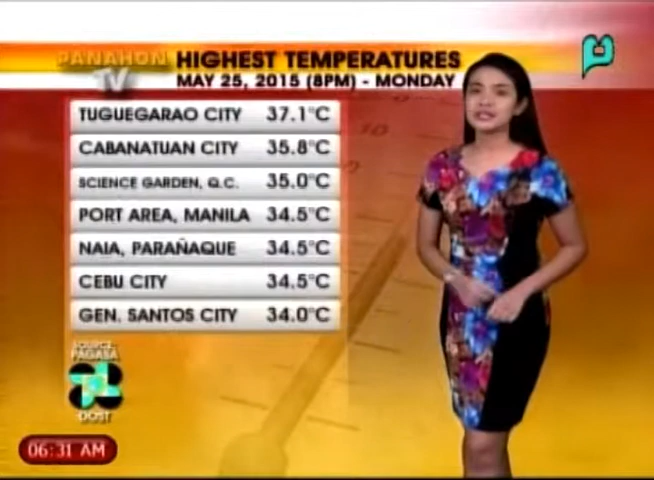 PANAHON
TV
HIGHEST TEMPERATURES
MAY 25, 2015 (8PM) - MONDAY
TUGUEGARAO CITY 37.1°C
CABANATUAN CITY 35.8°C
SCIENCE GARDEN, Q.C. 35.0°C
PORT AREA, MANILA 34.5°C
NAIA, PARAÑAQUE 34.5°C
CEBU CITY 34.5°C
GEN. SANTOS CITY 34.0°C
SOURCE:
PAGASA
DOST
06:31 AM
10